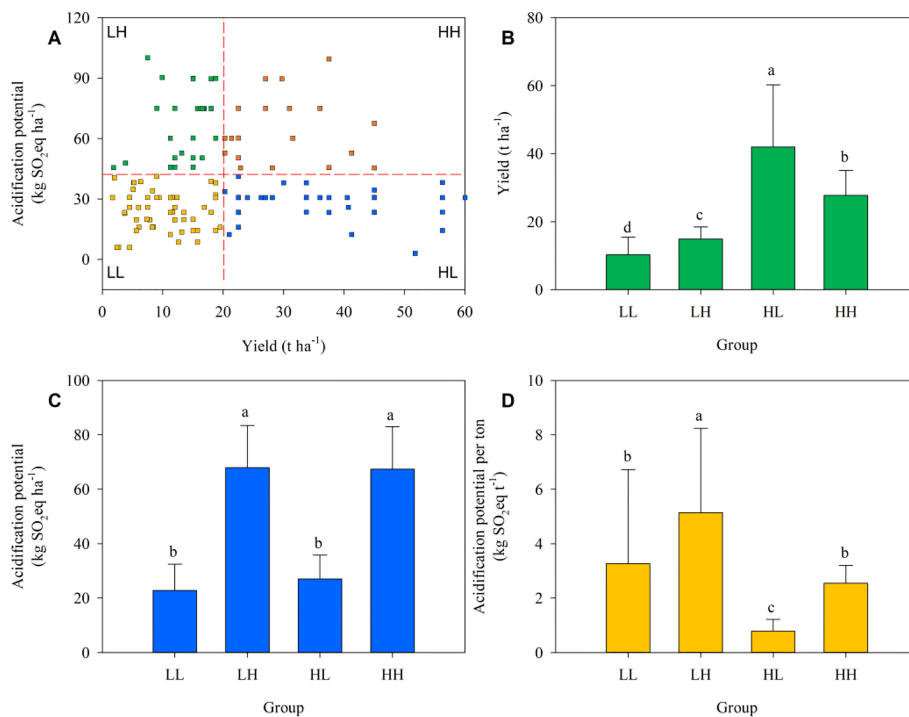 A
LH
HH
LL
HL
120
90
60
30
0
0
10
20
30
40
50
60
Acidification potential
(kg SO₂eq ha⁻¹)
Yield (t ha⁻¹)
B
80
60
40
20
0
Yield (t ha⁻¹)
d
c
a
b
LL
LH
HL
HH
Group
C
100
80
60
40
20
0
Acidification potential
(kg SO₂eq ha⁻¹)
b
a
b
a
LL
LH
HL
HH
Group
D
10
8
6
4
2
0
Acidification potential per ton
(kg SO₂eq t⁻¹)
b
a
c
b
LL
LH
HL
HH
Group